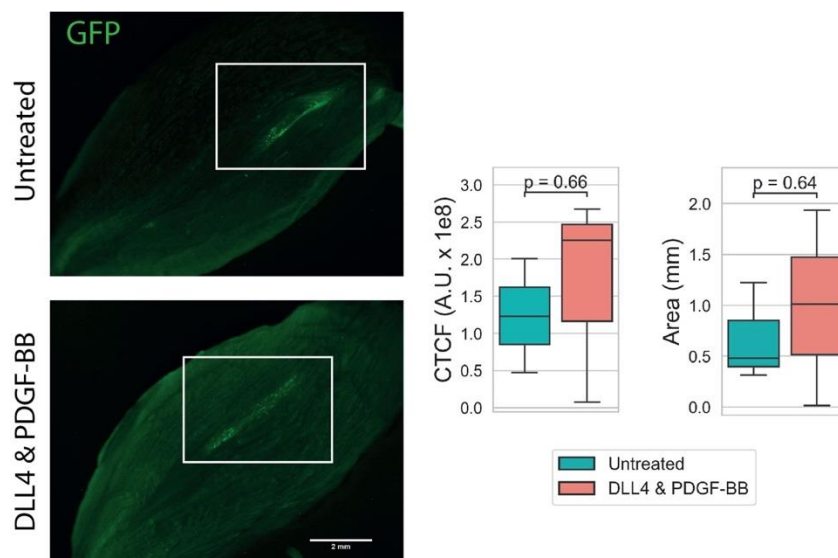 GFP
Untreated
DLL4 & PDGF-BB
2 mm
CTCF (A.U. x 1e8)
3.0
2.5
2.0
1.5
1.0
0.5
0.0
p = 0.66
Area (mm)
2.0
1.5
1.0
0.5
0.0
p = 0.64
Untreated
DLL4 & PDGF-BB